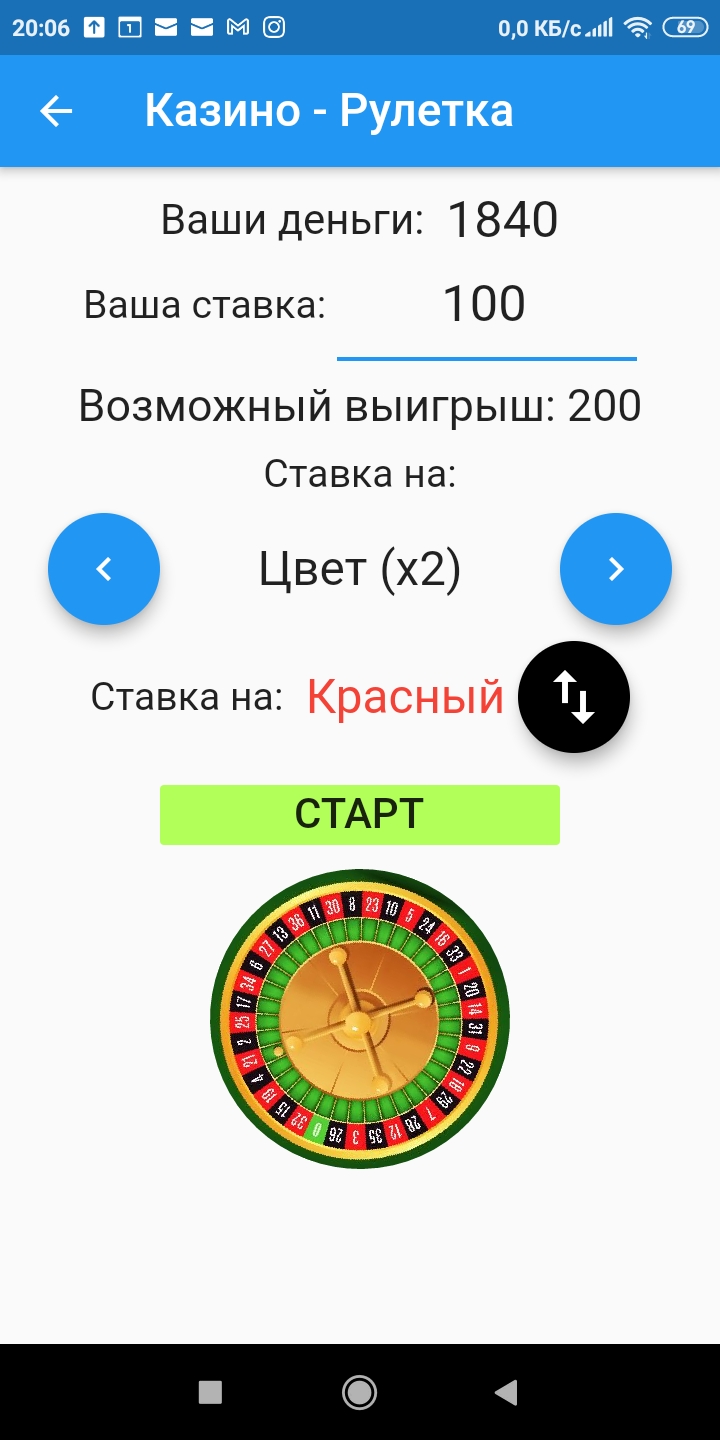 20:06 1 0,0 КБ/с 69
Казино - Рулетка
Ваши деньги: 1840
Ваша ставка: 100
Возможный выигрыш: 200
Ставка на:
Цвет (x2)
Ставка на: Красный
СТАРТ
8 23 10 5 24 16 33 1 20 14 31 9 22 18 29 7 28 12 35 3 26 0 32 15 19 4 21 2 25 17 34 6 27 13 36 11 30